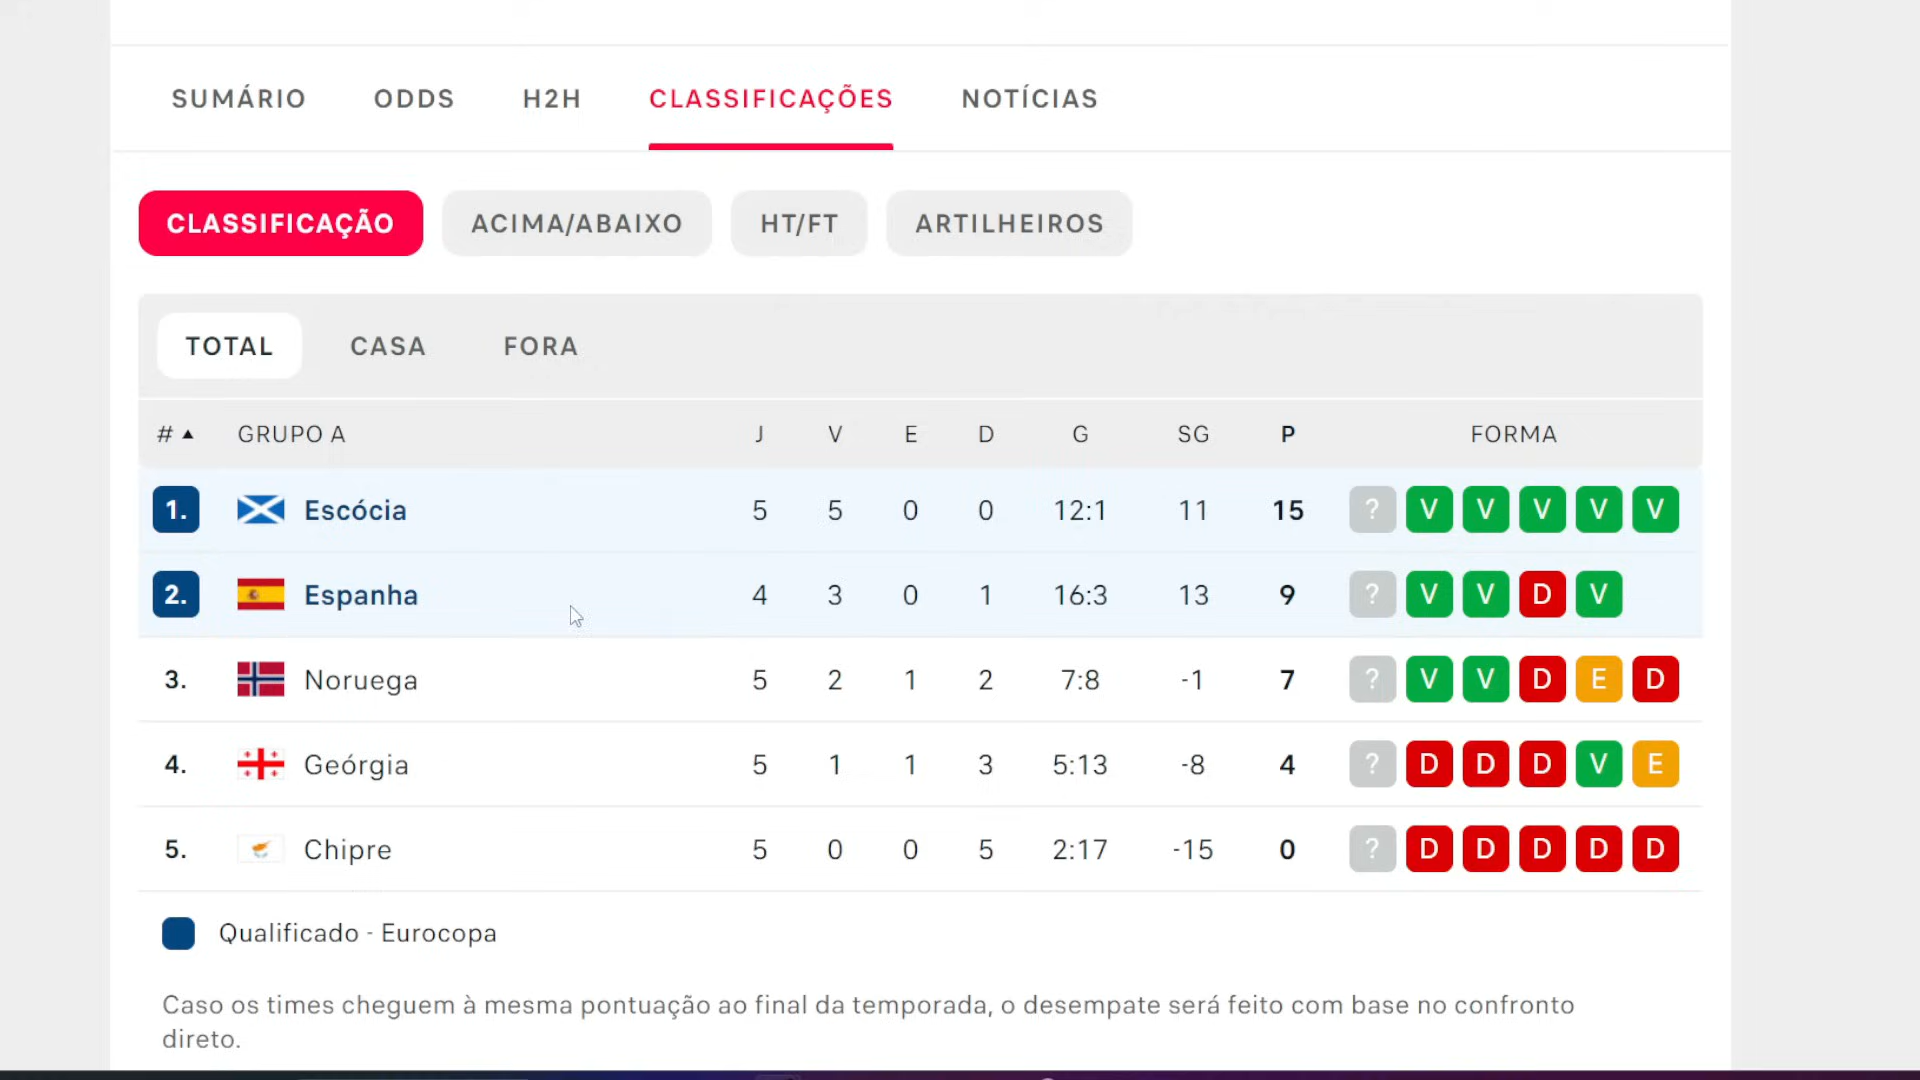 SUMÁRIO ODDS H2H CLASSIFICAÇÕES NOTÍCIAS
CLASSIFICAÇÃO ACIMA/ABAIXO HT/FT ARTILHEIROS
TOTAL CASA FORA
# GRUPO A J V E D G SG P FORMA
1. Escócia 5 5 0 0 12:1 11 15 ? V V V V V
2. Espanha 4 3 0 1 16:3 13 9 ? V V D V
3. Noruega 5 2 1 2 7:8 -1 7 ? V V D E D
4. Geórgia 5 1 1 3 5:13 -8 4 ? D D D V E
5. Chipre 5 0 0 5 2:17 -15 0 ? D D D D D
Qualificado - Eurocopa
Caso os times cheguem à mesma pontuação ao final da temporada, o desempate será feito com base no confronto
direto.